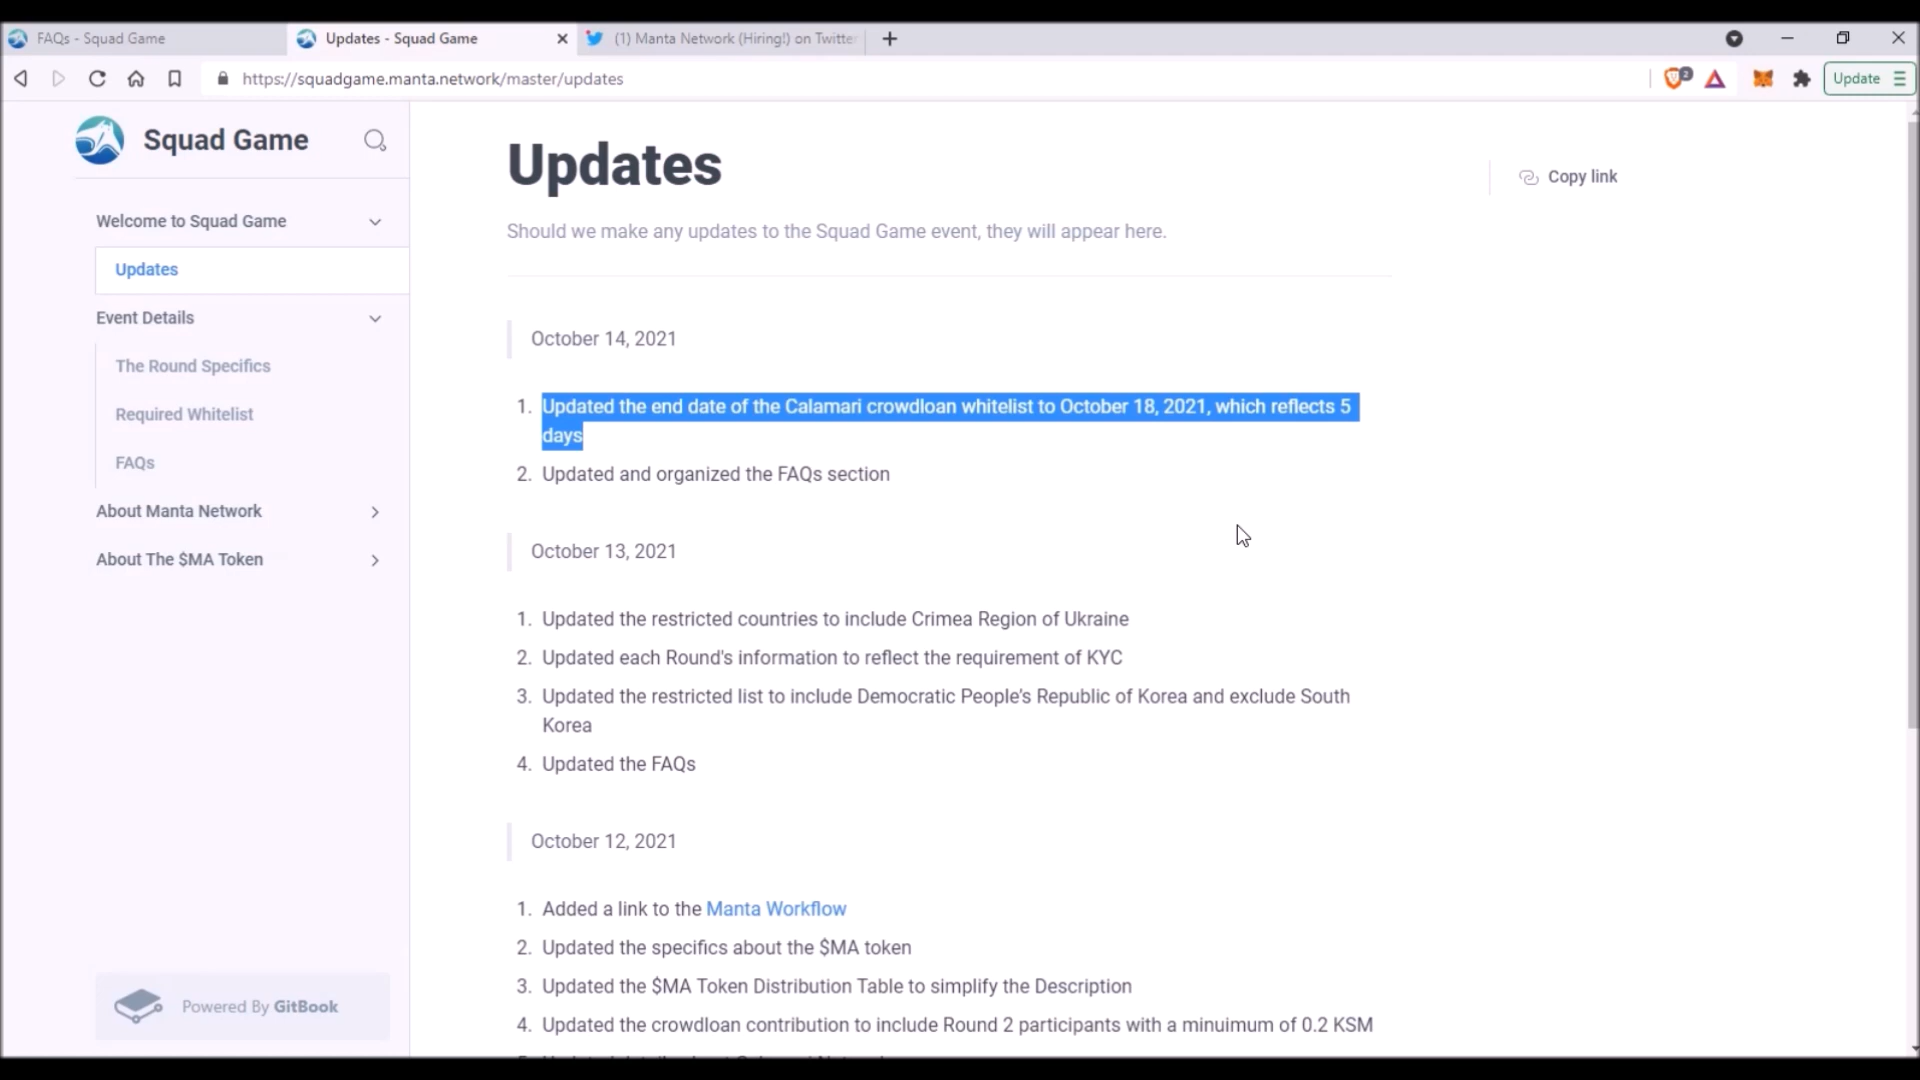 FAQs - Squad Game
Updates - Squad Game
(1) Manta Network (Hiring!) on Twitter
https://squadgame.manta.network/master/updates
2
Update
Squad Game
Welcome to Squad Game
Updates
Event Details
The Round Specifics
Required Whitelist
FAQs
About Manta Network
About The $MA Token
Powered By GitBook
Updates
Copy link
Should we make any updates to the Squad Game event, they will appear here.
October 14, 2021
1. Updated the end date of the Calamari crowdloan whitelist to October 18, 2021, which reflects 5
days
2. Updated and organized the FAQs section
October 13, 2021
1. Updated the restricted countries to include Crimea Region of Ukraine
2. Updated each Round's information to reflect the requirement of KYC
3. Updated the restricted list to include Democratic People's Republic of Korea and exclude South
Korea
4. Updated the FAQs
October 12, 2021
1. Added a link to the Manta Workflow
2. Updated the specifics about the $MA token
3. Updated the $MA Token Distribution Table to simplify the Description
4. Updated the crowdloan contribution to include Round 2 participants with a minuimum of 0.2 KSM